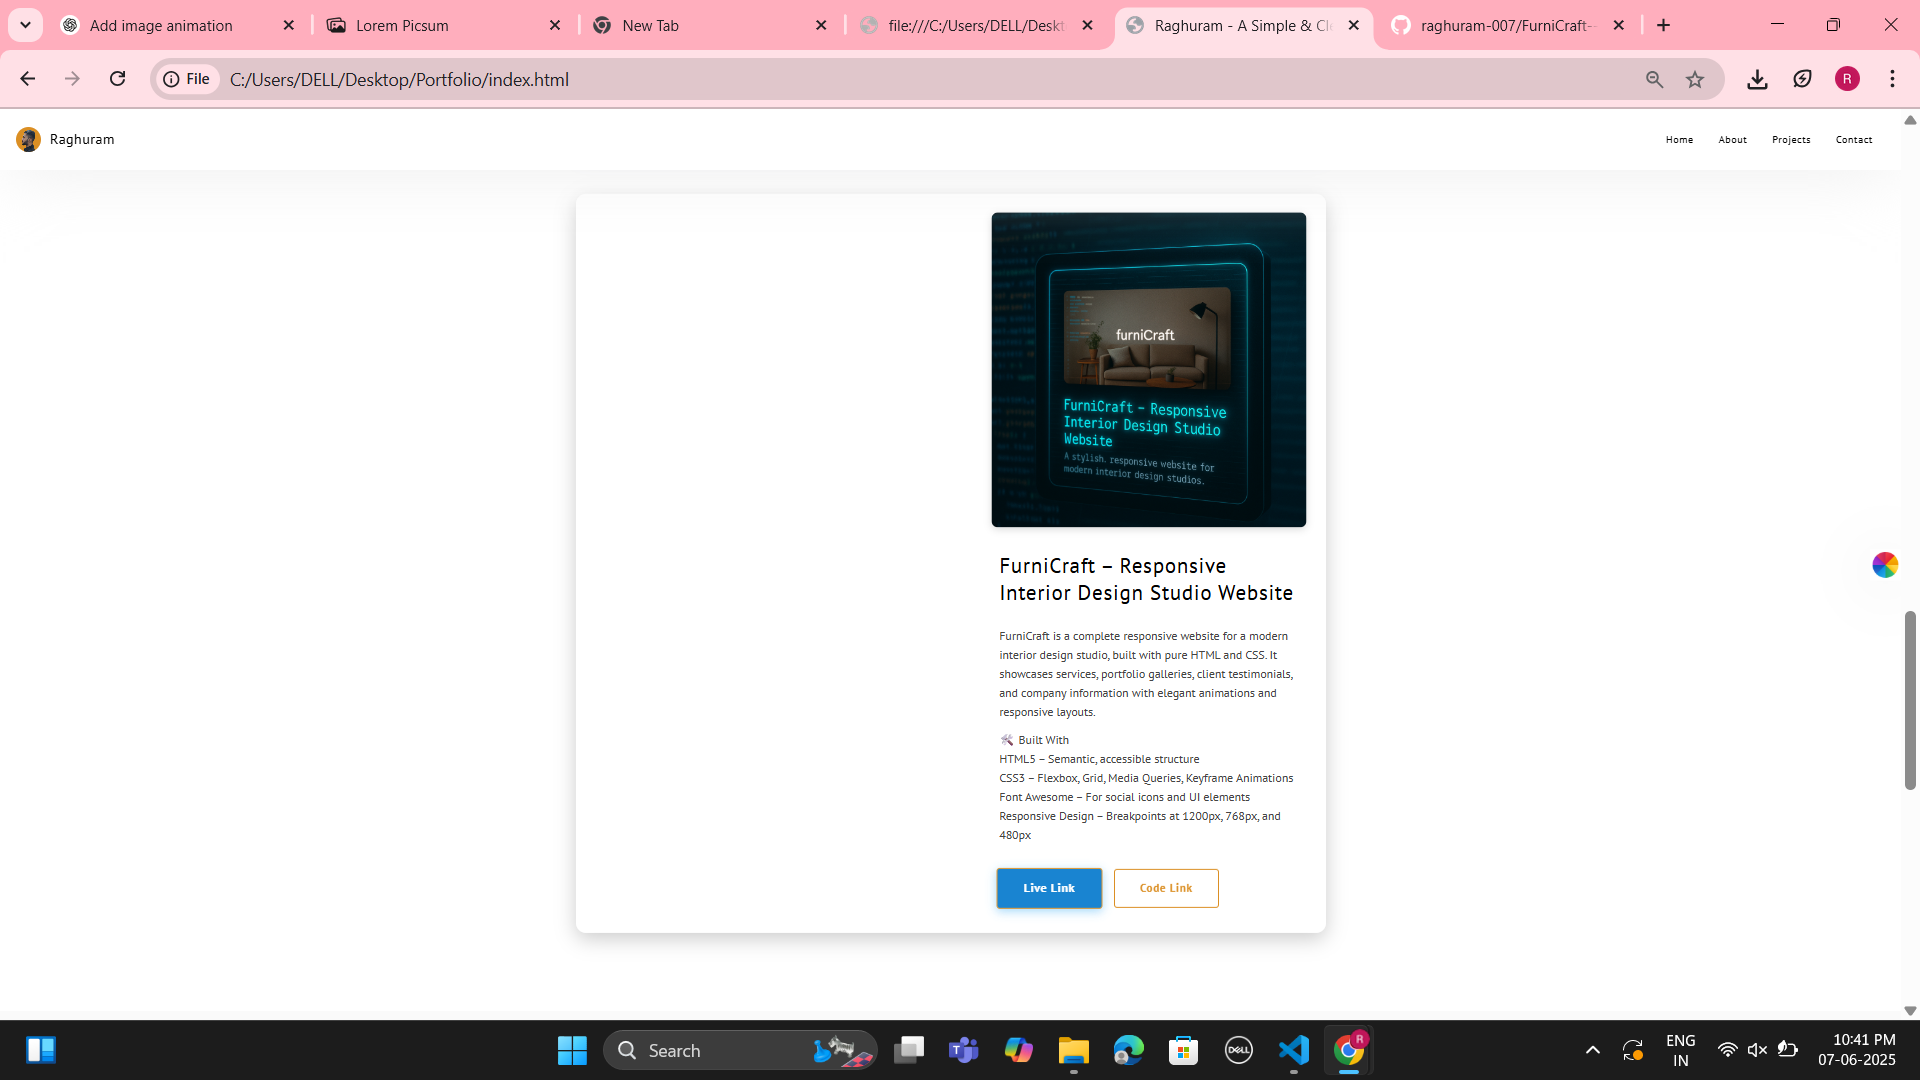 Add image animation
Lorem Picsum
New Tab
file:///C:/Users/DELL/Deskt
Raghuram - A Simple & Cl
raghuram-007/FurniCraft-
File
C:/Users/DELL/Desktop/Portfolio/index.html
R
Raghuram
Home
About
Projects
Contact
furniCraft
FurniCraft – Responsive
Interior Design Studio
Website
A stylish. responsive website for
modern interior design studios.
FurniCraft – Responsive
Interior Design Studio Website
FurniCraft is a complete responsive website for a modern
interior design studio, built with pure HTML and CSS. It
showcases services, portfolio galleries, client testimonials,
and company information with elegant animations and
responsive layouts.
🛠️ Built With
HTML5 – Semantic, accessible structure
CSS3 – Flexbox, Grid, Media Queries, Keyframe Animations
Font Awesome – For social icons and UI elements
Responsive Design – Breakpoints at 1200px, 768px, and
480px
Live Link
Code Link
Search
DELL
R
ENG
IN
10:41 PM
07-06-2025